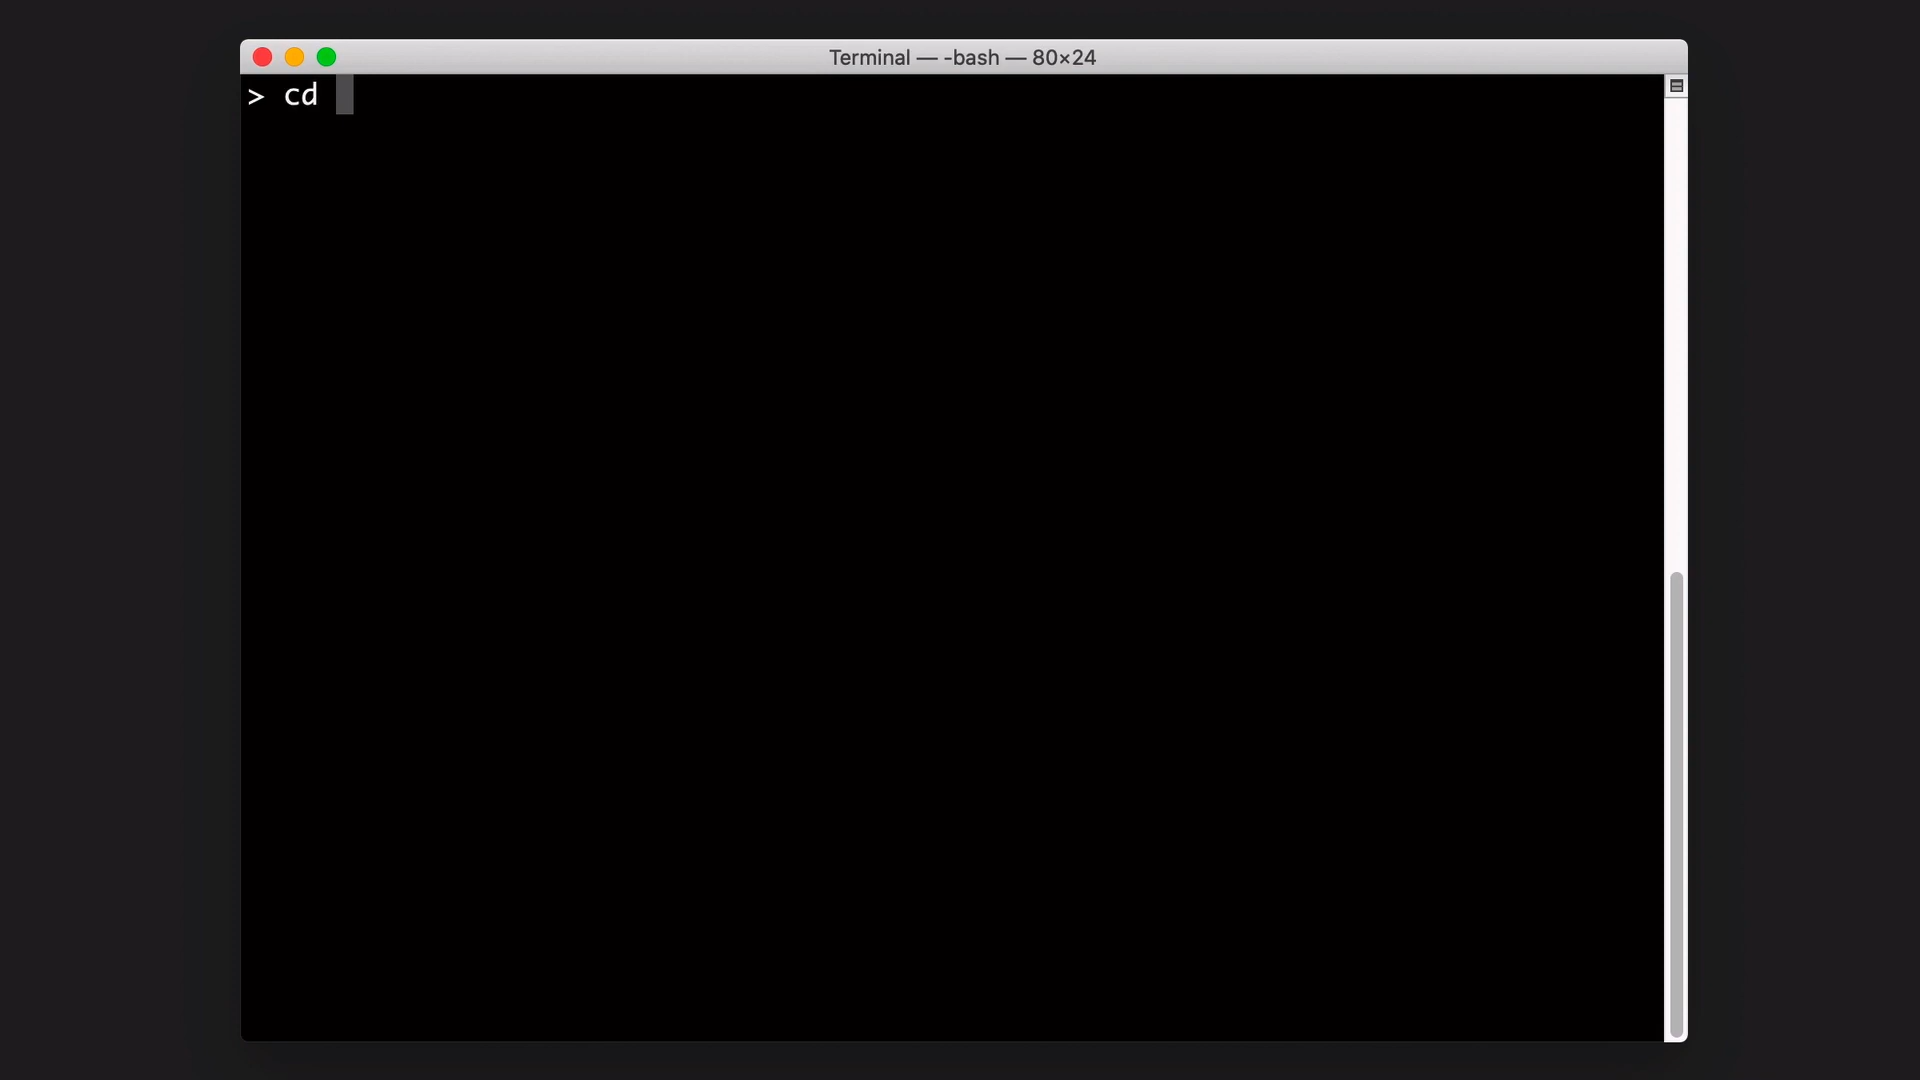 Terminal — -bash — 80×24
> cd